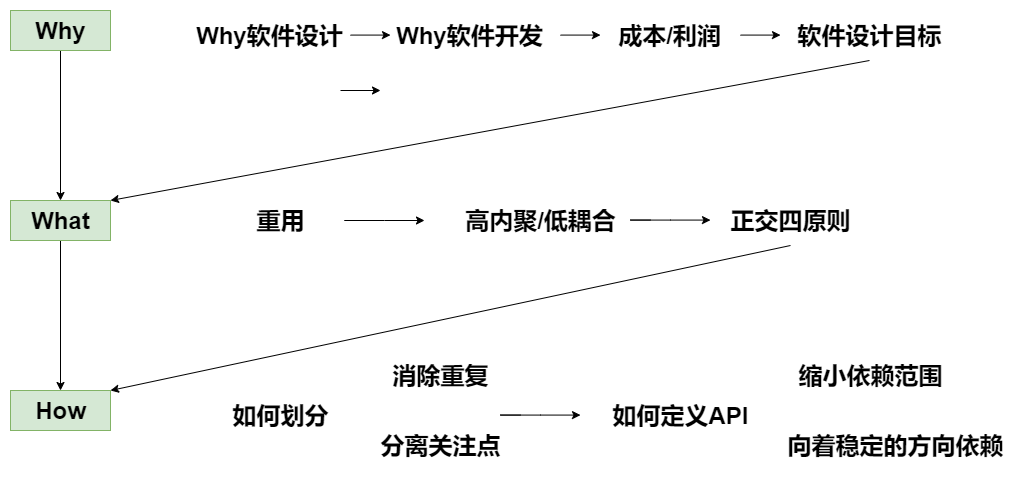 Why
Why软件设计
Why软件开发
成本/利润
软件设计目标
What
重用
高内聚/低耦合
正交四原则
How
如何划分
消除重复
分离关注点
如何定义API
缩小依赖范围
向着稳定的方向依赖